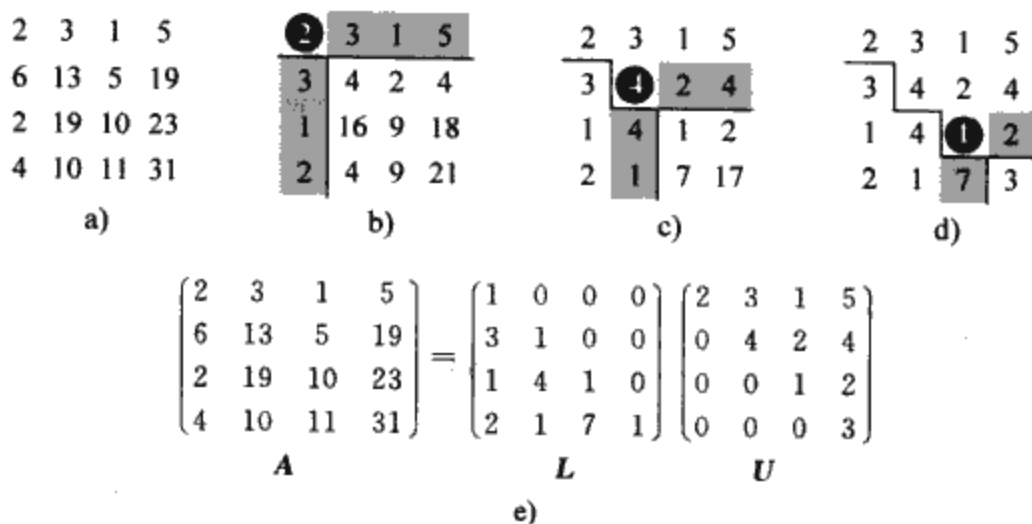 2 3 1 5
6 13 5 19
2 19 10 23
4 10 11 31
a)
2 3 1 5
3 4 2 4
1 16 9 18
2 4 9 21
b)
2 3 1 5
3 4 2 4
1 4 1 2
2 1 7 17
c)
2 3 1 5
3 4 2 4
1 4 1 2
2 1 7 3
d)
(2 3 1 5) (1 0 0 0) (2 3 1 5)
(6 13 5 19) = (3 1 0 0) (0 4 2 4)
(2 19 10 23) (1 4 1 0) (0 0 1 2)
(4 10 11 31) (2 1 7 1) (0 0 0 3)
A L U
e)